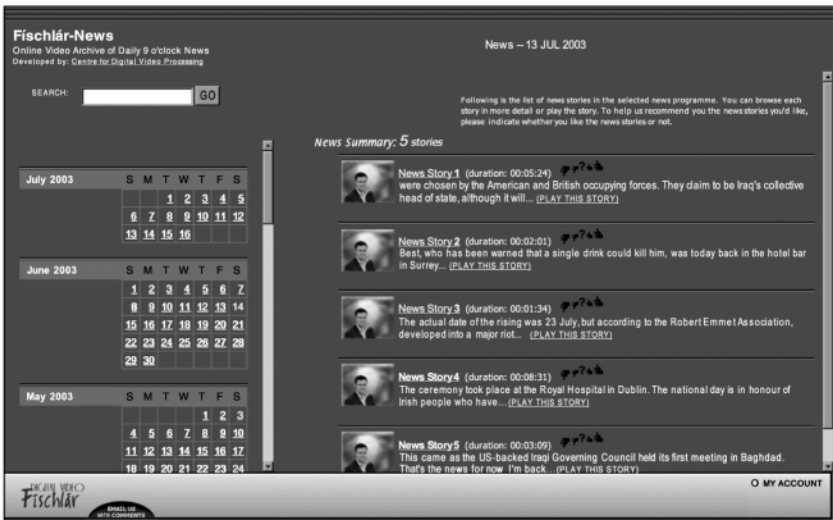 Físchlár-News
Online Video Archive of Daily 9 o'clock News
Developed by: Centre for Digital Video Processing
SEARCH: GO
July 2003 S M T W T F S
1 2 3 4 5
6 7 8 9 10 11 12
13 14 15 16
June 2003 S M T W T F S
1 2 3 4 5 6 7
8 9 10 11 12 13 14
15 16 17 18 19 20 21
22 23 24 25 26 27 28
29 30
May 2003 S M T W T F S
1 2 3
4 5 6 7 8 9 10
11 12 13 14 15 16 17
18 19 20 21 22 23 24
News -- 13 JUL 2003
Following is the list of news stories in the selected news programme. You can browse each
story in more detail or play the story. To help us recommend you the news stories you'd like,
please indicate whether you like the news stories or not.
News Summary: 5 stories
News Story 1 (duration: 00:05:24) ?
were chosen by the American and British occupying forces. They claim to be Iraq's collective
head of state, although it will... (PLAY THIS STORY)
News Story 2 (duration: 00:02:01) ?
Best, who has been warned that a single drink could kill him, was today back in the hotel bar
in Surrey... (PLAY THIS STORY)
News Story 3 (duration: 00:01:34) ?
The actual date of the rising was 23 July, but according to the Robert Emmet Association,
developed into a major riot... (PLAY THIS STORY)
News Story 4 (duration: 00:08:31) ?
The ceremony took place at the Royal Hospital in Dublin. The national day is in honour of
Irish people who have...(PLAY THIS STORY)
News Story 5 (duration: 00:03:09) ?
This came as the US-backed Iraqi Governing Council held its first meeting in Baghdad.
That's the news for now I'm back...(PLAY THIS STORY)
DIGITAL VIDEO
Físchlár
EMAIL US
WITH COMMENTS
MY ACCOUNT